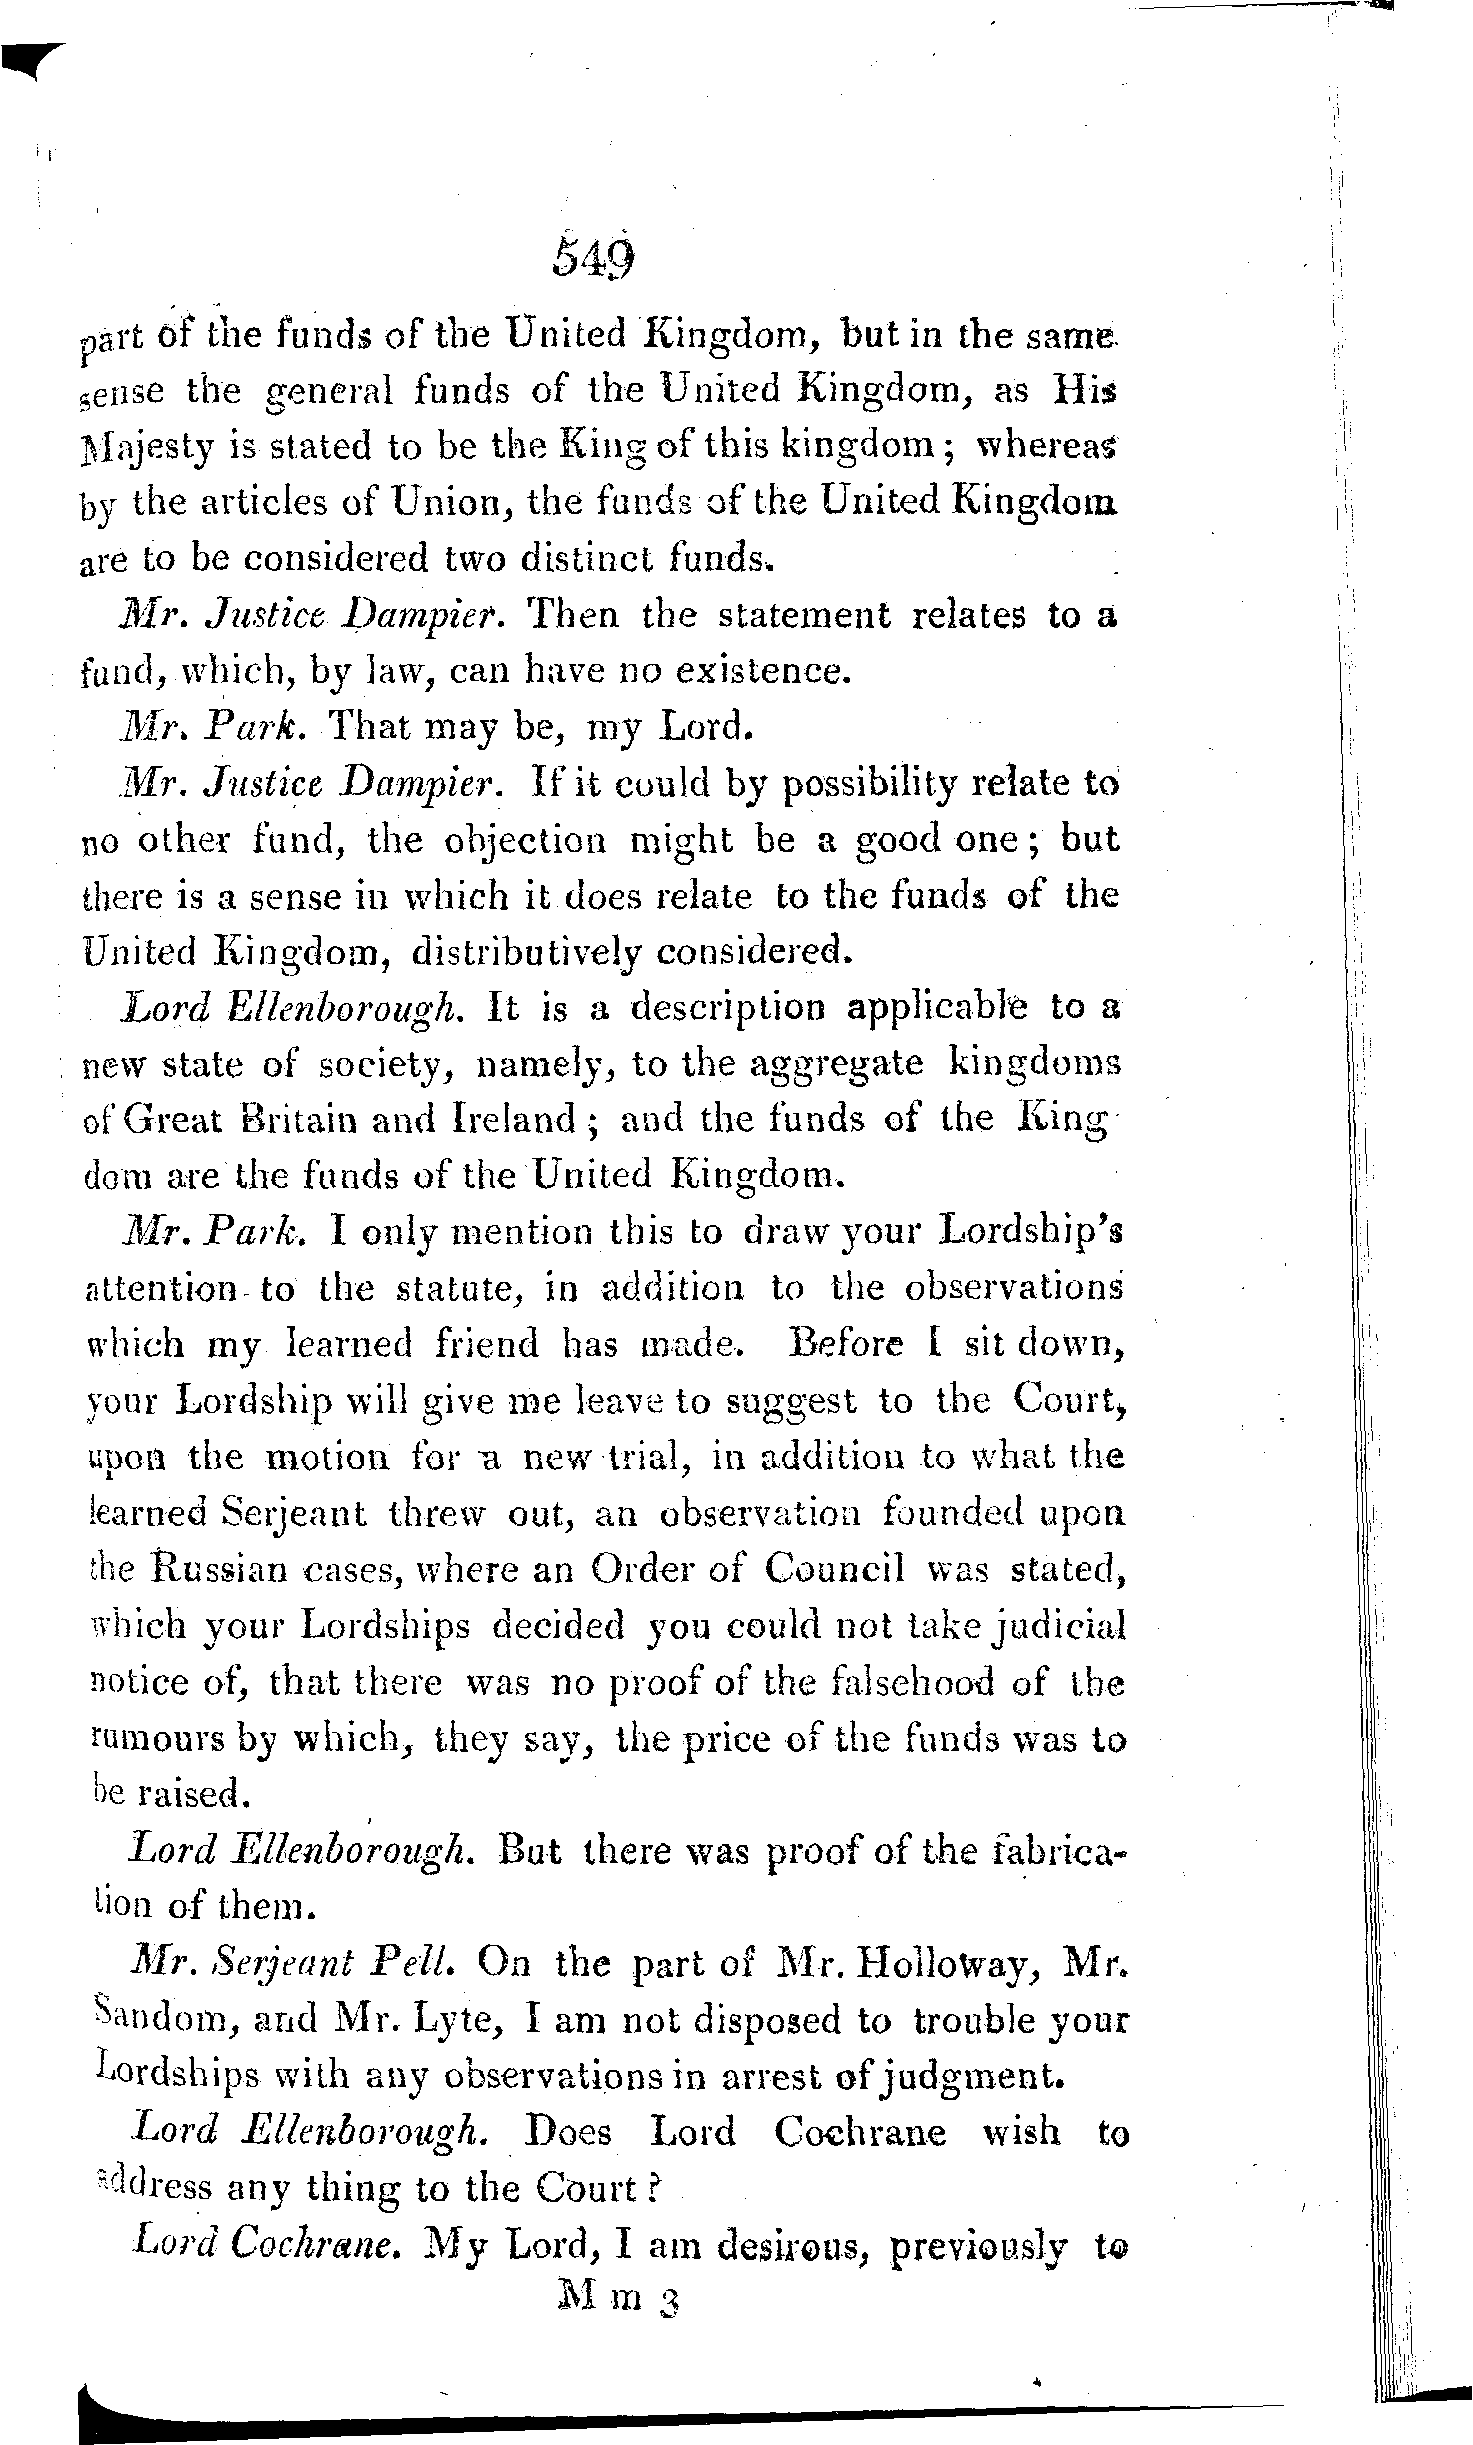 549
part of the funds of the United Kingdom, but in the same
sense the general funds of the United Kingdom, as His
Majesty is stated to be the King of this kingdom; whereas
by the articles of Union, the funds of the United Kingdom
are to be considered two distinct funds.
Mr. Justice Dampier. Then the statement relates to a
fund, which, by law, can have no existence.
Mr. Park. That may be, my Lord.
Mr. Justice Dampier. If it could by possibility relate to
no other fund, the objection might be a good one; but
there is a sense in which it does relate to the funds of the
United Kingdom, distributively considered.
Lord Ellenborough. It is a description applicable to a
new state of society, namely, to the aggregate kingdoms
of Great Britain and Ireland; and the funds of the King
dom are the funds of the United Kingdom.
Mr. Park. I only mention this to draw your Lordship's
attention to the statute, in addition to the observations
which my learned friend has made. Before I sit down,
your Lordship will give me leave to suggest to the Court,
upon the motion for a new trial, in addition to what the
learned Serjeant threw out, an observation founded upon
the Russian cases, where an Order of Council was stated,
which your Lordships decided you could not take judicial
notice of, that there was no proof of the falsehood of the
rumours by which, they say, the price of the funds was to
be raised.
Lord Ellenborough. But there was proof of the fabrica-
tion of them.
Mr. Serjeant Pell. On the part of Mr. Holloway, Mr.
Sandom, and Mr. Lyte, I am not disposed to trouble your
Lordships with any observations in arrest of judgment.
Lord Ellenborough. Does Lord Cochrane wish to
address any thing to the Court?
Lord Cochrane. My Lord, I am desirous, previously to
M m 3